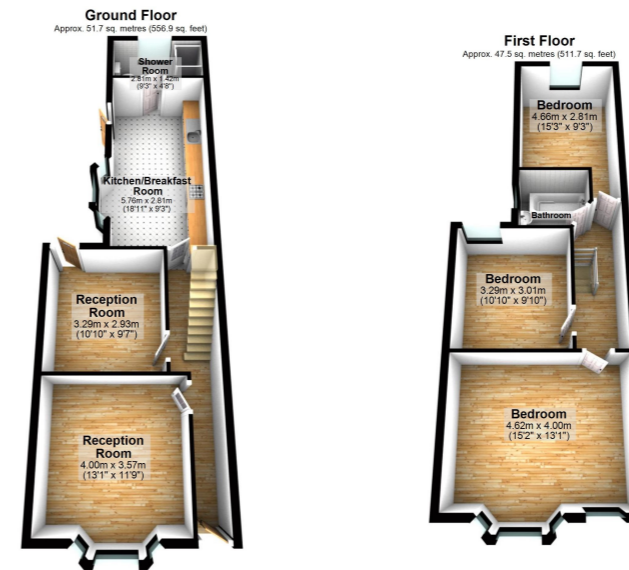 Ground Floor
Approx. 51.7 sq. metres (556.9 sq. feet)
Shower
Room
2.81m x 1.42m
(9'3" x 4'8")
Kitchen/Breakfast
Room
5.76m x 2.81m
(18'11" x 9'3")
Reception
Room
3.29m x 2.93m
(10'10" x 9'7")
Reception
Room
4.00m x 3.57m
(13'1" x 11'9")
First Floor
Approx. 47.5 sq. metres (511.7 sq. feet)
Bedroom
4.66m x 2.81m
(15'3" x 9'3")
Bathroom
Bedroom
3.29m x 3.01m
(10'10" x 9'10")
Bedroom
4.62m x 4.00m
(15'2" x 13'1")